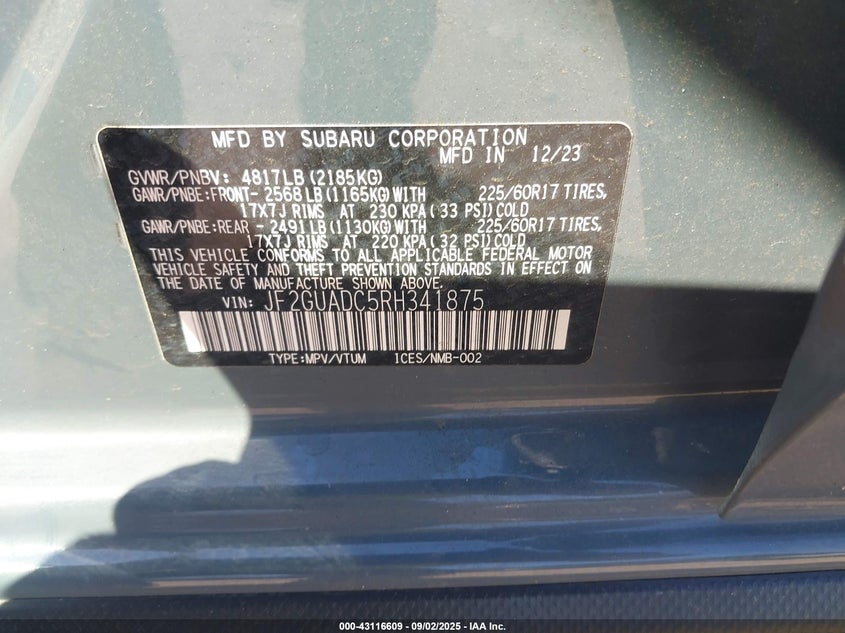 MFD BY SUBARU CORPORATION
MFD IN 12/23
GVWR/PNBV: 4817LB (2185KG)
GAWR/PNBE:FRONT- 2568LB (1165KG) WITH 225/60R17 TIRES,
17X7J RIMS AT 230 KPA (33 PSI) COLD
GAWR/PNBE:REAR - 2491LB (1130KG) WITH 225/60R17 TIRES,
17X7J RIMS AT 220 KPA (32 PSI) COLD
THIS VEHICLE CONFORMS TO ALL APPLICABLE FEDERAL MOTOR
VEHICLE SAFETY AND THEFT PREVENTION STANDARDS IN EFFECT ON
THE DATE OF MANUFACTURE SHOWN ABOVE.
VIN: JF2GUADC5RH341875
TYPE:MPV/VTUM ICES/NMB-002
000-43116609 - 09/02/2025 - IAA Inc.